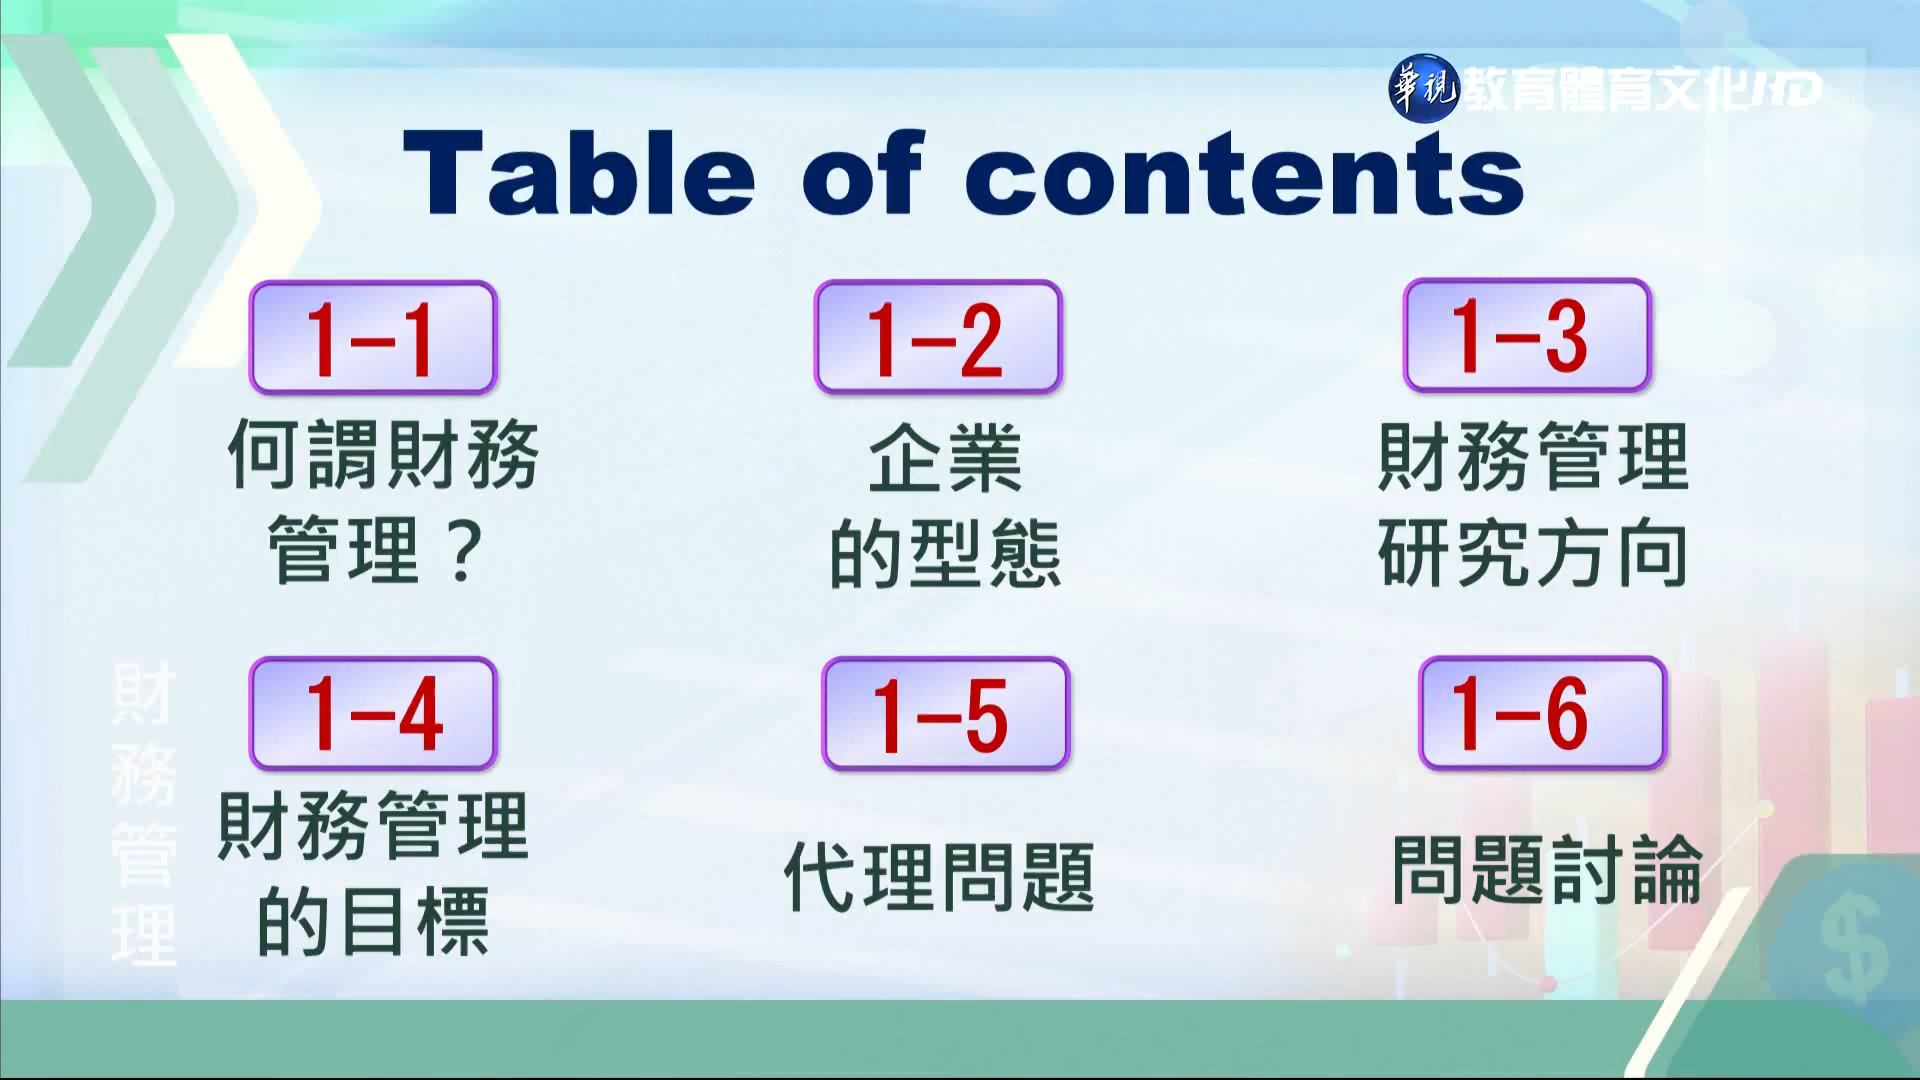 華視 教育體育文化HD
Table of contents
1-1
何謂財務
管理？
1-2
企業
的型態
1-3
財務管理
研究方向
1-4
財務管理
的目標
1-5
代理問題
1-6
問題討論
財務管理
$